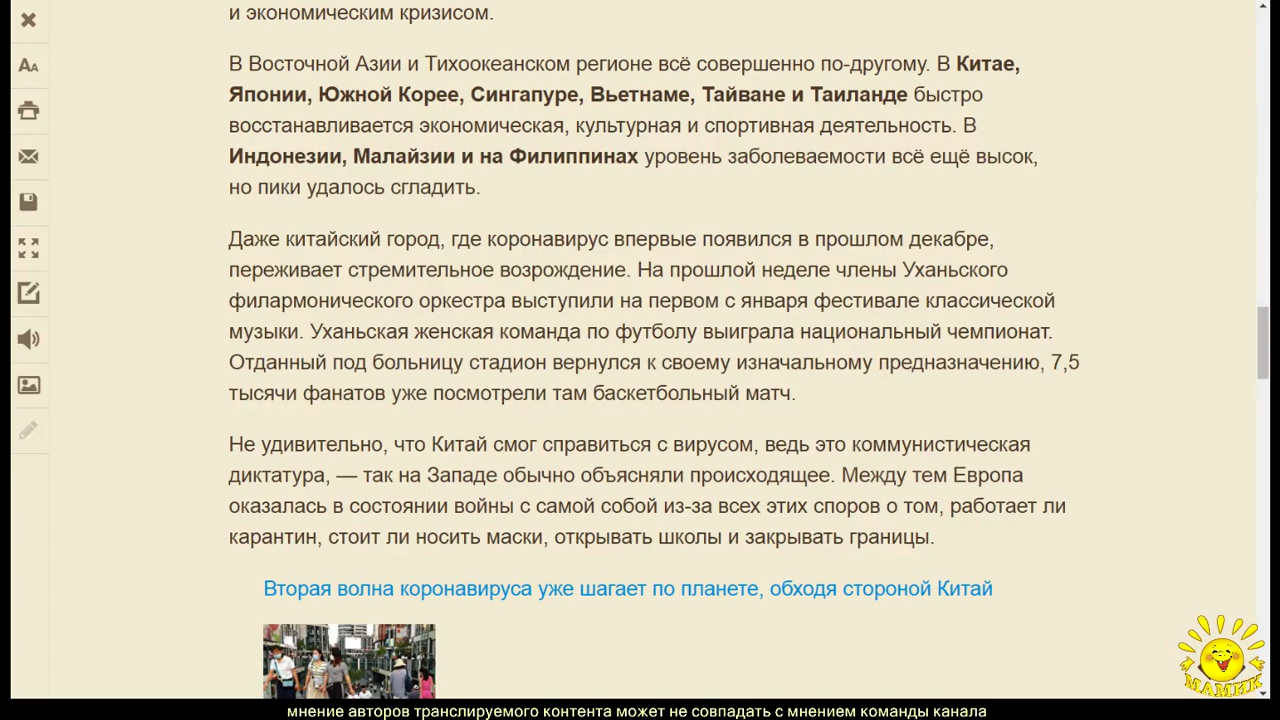 и экономическим кризисом.
В Восточной Азии и Тихоокеанском регионе всё совершенно по-другому. В Китае,
Японии, Южной Корее, Сингапуре, Вьетнаме, Тайване и Таиланде быстро
восстанавливается экономическая, культурная и спортивная деятельность. В
Индонезии, Малайзии и на Филиппинах уровень заболеваемости всё ещё высок,
но пики удалось сгладить.
Даже китайский город, где коронавирус впервые появился в прошлом декабре,
переживает стремительное возрождение. На прошлой неделе члены Уханьского
филармонического оркестра выступили на первом с января фестивале классической
музыки. Уханьская женская команда по футболу выиграла национальный чемпионат.
Отданный под больницу стадион вернулся к своему изначальному предназначению, 7,5
тысячи фанатов уже посмотрели там баскетбольный матч.
Не удивительно, что Китай смог справиться с вирусом, ведь это коммунистическая
диктатура, — так на Западе обычно объясняли происходящее. Между тем Европа
оказалась в состоянии войны с самой собой из-за всех этих споров о том, работает ли
карантин, стоит ли носить маски, открывать школы и закрывать границы.
Вторая волна коронавируса уже шагает по планете, обходя стороной Китай
МАМИК
мнение авторов транслируемого контента может не совпадать с мнением команды канала